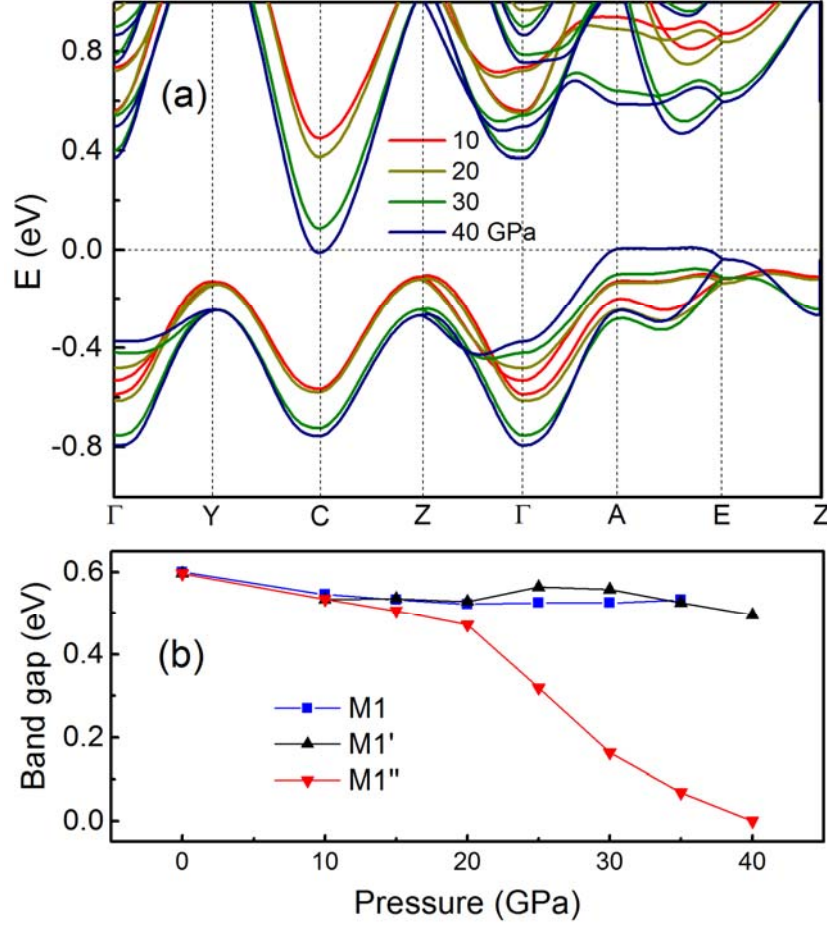 0.8
(a)
10
0.4
20
30
E (eV)
40 GPa
0.0
-0.4
-0.8
Γ Y C Z Γ A E Z
0.6
Band gap (eV)
0.4
(b)
M1
0.2
M1'
M1"
0.0
0 10 20 30 40
Pressure (GPa)